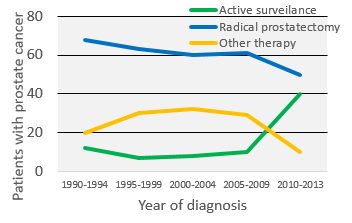 Active surveilance
Radical prostatectomy
Other therapy
Patients with prostate cancer
80
60
40
20
0
1990-1994 1995-1999 2000-2004 2005-2009 2010-2013
Year of diagnosis